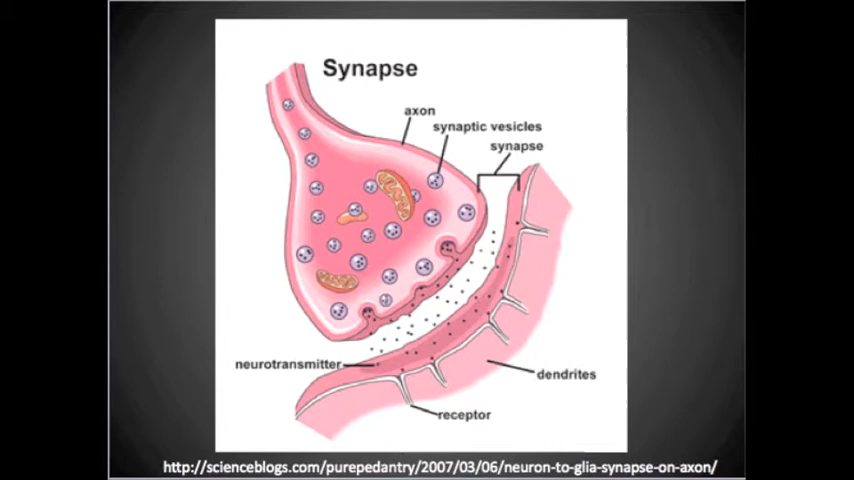 Synapse
axon
synaptic vesicles
synapse
neurotransmitter
dendrites
receptor
http://scienceblogs.com/purepedantry/2007/03/06/neuron-to-glia-synapse-on-axon/